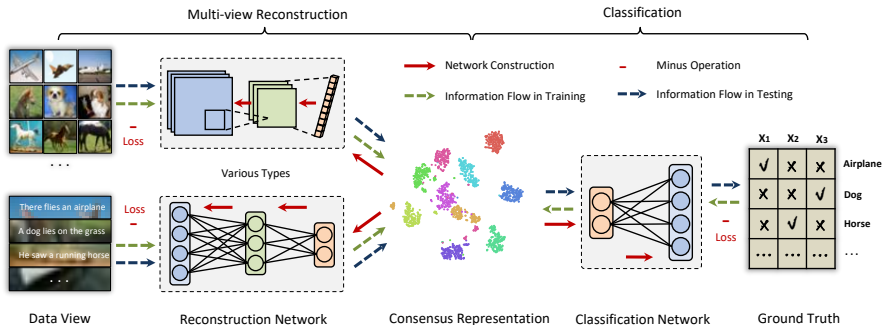 Multi-view Reconstruction
Classification
Network Construction
Minus Operation
Information Flow in Training
Information Flow in Testing
Loss
. . .
Various Types
There flies an airplane
A dog lies on the grass
He saw a running horse
. . .
Loss
X₁ X₂ X₃
✓ X X Airplane
X X ✓ Dog
X ✓ X Horse
... ... ... ...
Loss
Data View
Reconstruction Network
Consensus Representation
Classification Network
Ground Truth